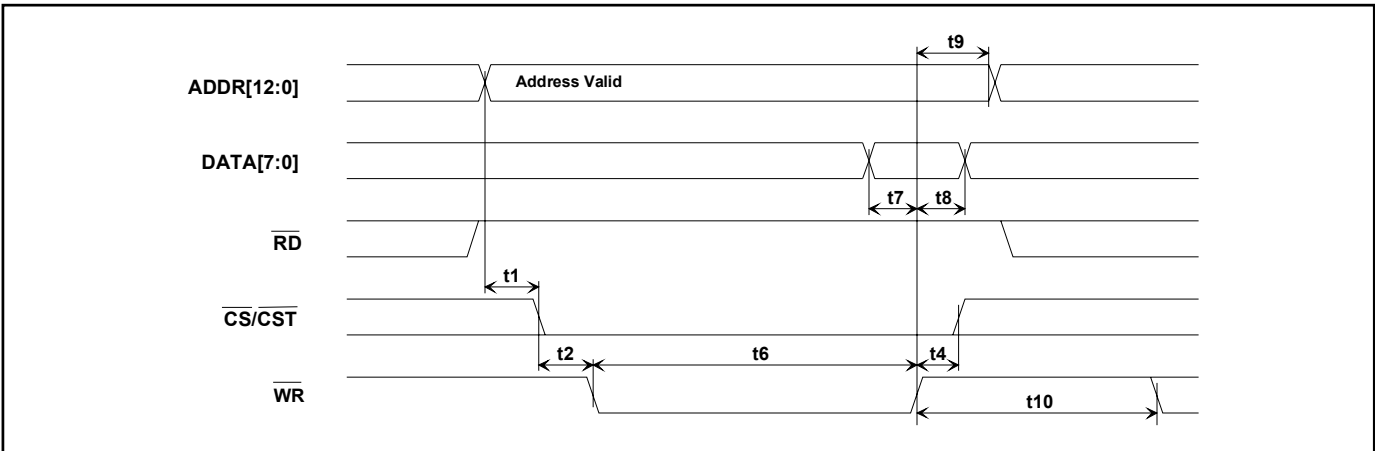 t9
ADDR[12:0]
Address Valid
DATA[7:0]
t7
t8
RD
t1
CS/CST
t2
t6
t4
WR
t10